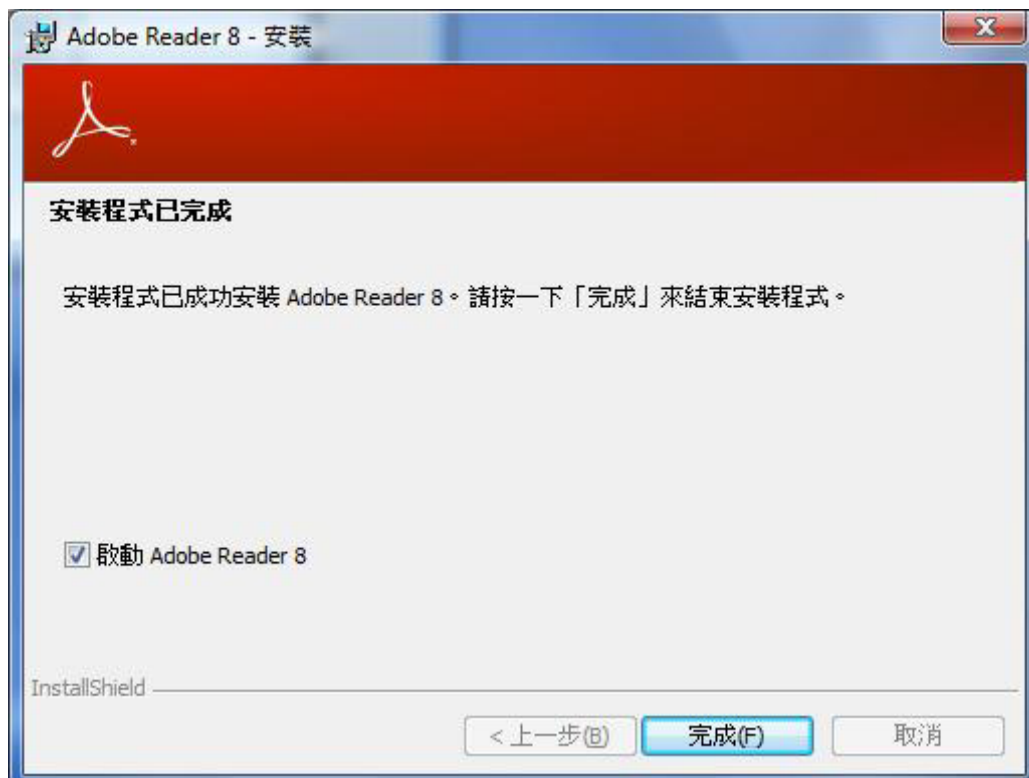 Adobe Reader 8 - 安裝
安裝程式已完成
安裝程式已成功安裝 Adobe Reader 8。請按一下「完成」來結束安裝程式。
啟動 Adobe Reader 8
InstallShield
< 上一步(B)
完成(F)
取消